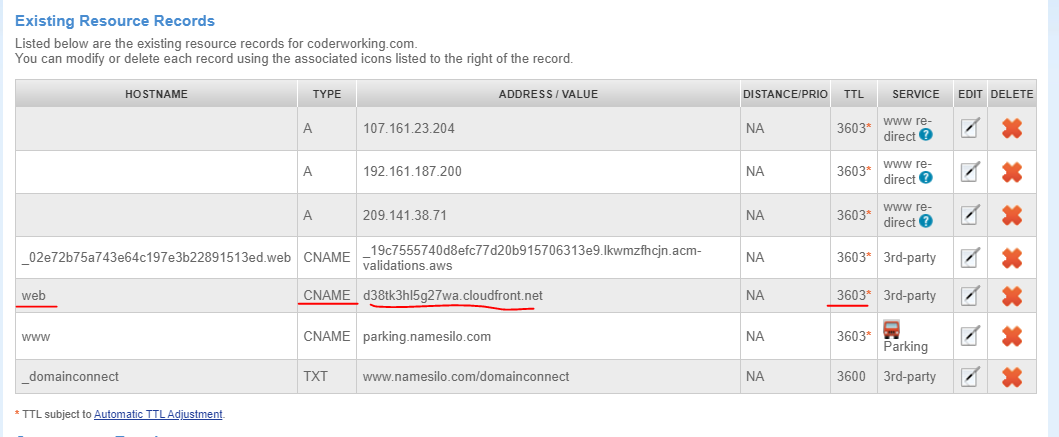 Existing Resource Records
Listed below are the existing resource records for coderworking.com.
You can modify or delete each record using the associated icons listed to the right of the record.
HOSTNAME TYPE ADDRESS / VALUE DISTANCE/PRIO TTL SERVICE EDIT DELETE
A 107.161.23.204 NA 3603* www re-
direct ?
A 192.161.187.200 NA 3603* www re-
direct ?
A 209.141.38.71 NA 3603* www re-
direct ?
_02e72b75a743e64c197e3b22891513ed.web CNAME _19c7555740d8efc77d20b915706313e9.lkwmzfhcjn.acm-
validations.aws NA 3603* 3rd-party
web CNAME d38tk3hl5g27wa.cloudfront.net NA 3603* 3rd-party
www CNAME parking.namesilo.com NA 3603* Parking
_domainconnect TXT www.namesilo.com/domainconnect NA 3600 3rd-party
* TTL subject to Automatic TTL Adjustment.